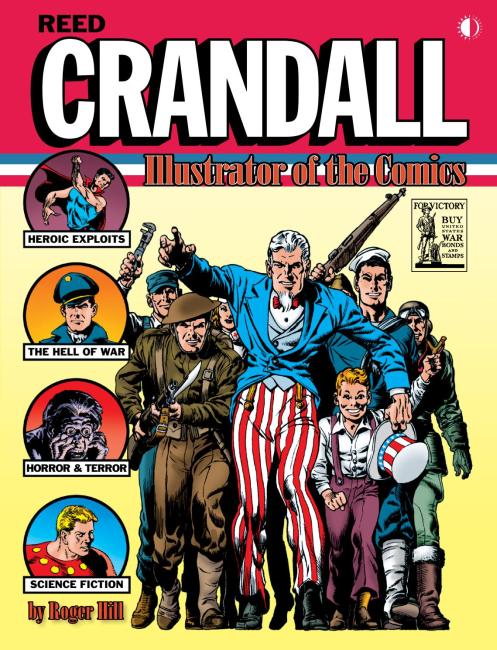 REED
CRANDALL
Illustrator of the Comics
HEROIC EXPLOITS
THE HELL OF WAR
HORROR & TERROR
SCIENCE FICTION
by Roger Hill
FOR VICTORY
BUY
UNITED
STATES
WAR
BONDS
AND
STAMPS